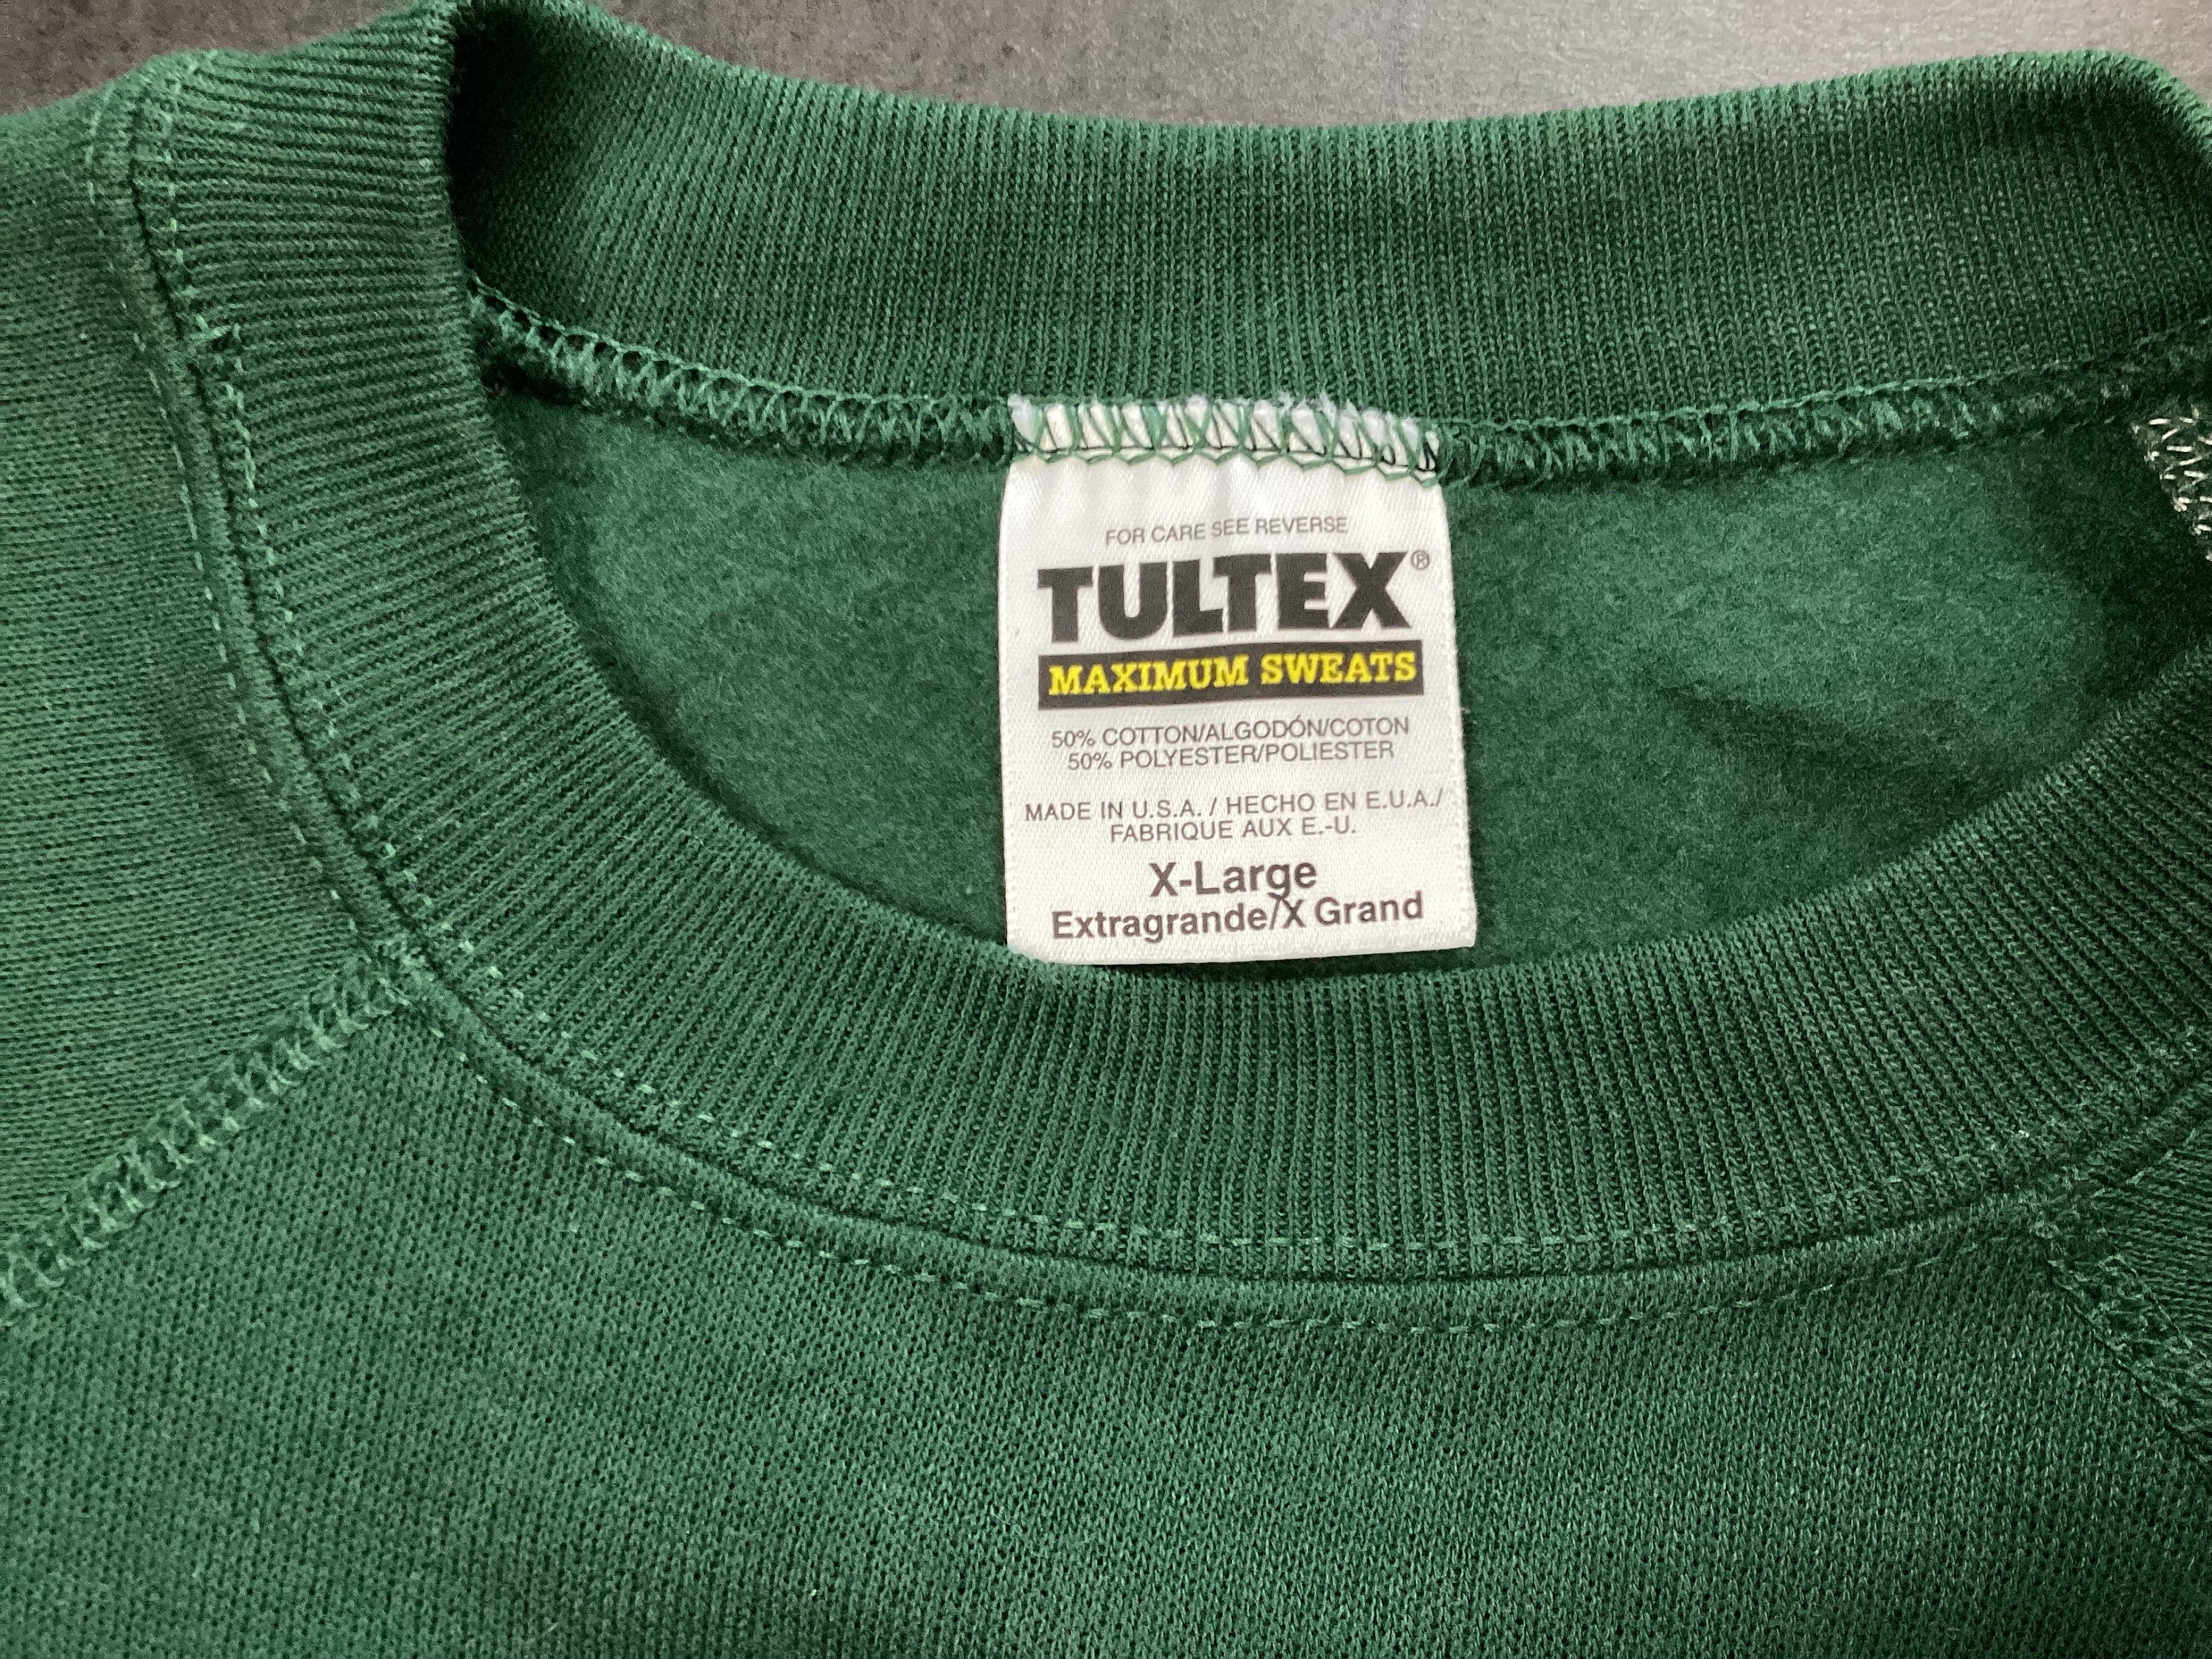 FOR CARE SEE REVERSE
TULTEX®
MAXIMUM SWEATS
50% COTTON/ALGODÓN/COTON
50% POLYESTER/POLIESTER
MADE IN U.S.A. / HECHO EN E.U.A./
FABRIQUE AUX E.-U.
X-Large
Extragrande/X Grand